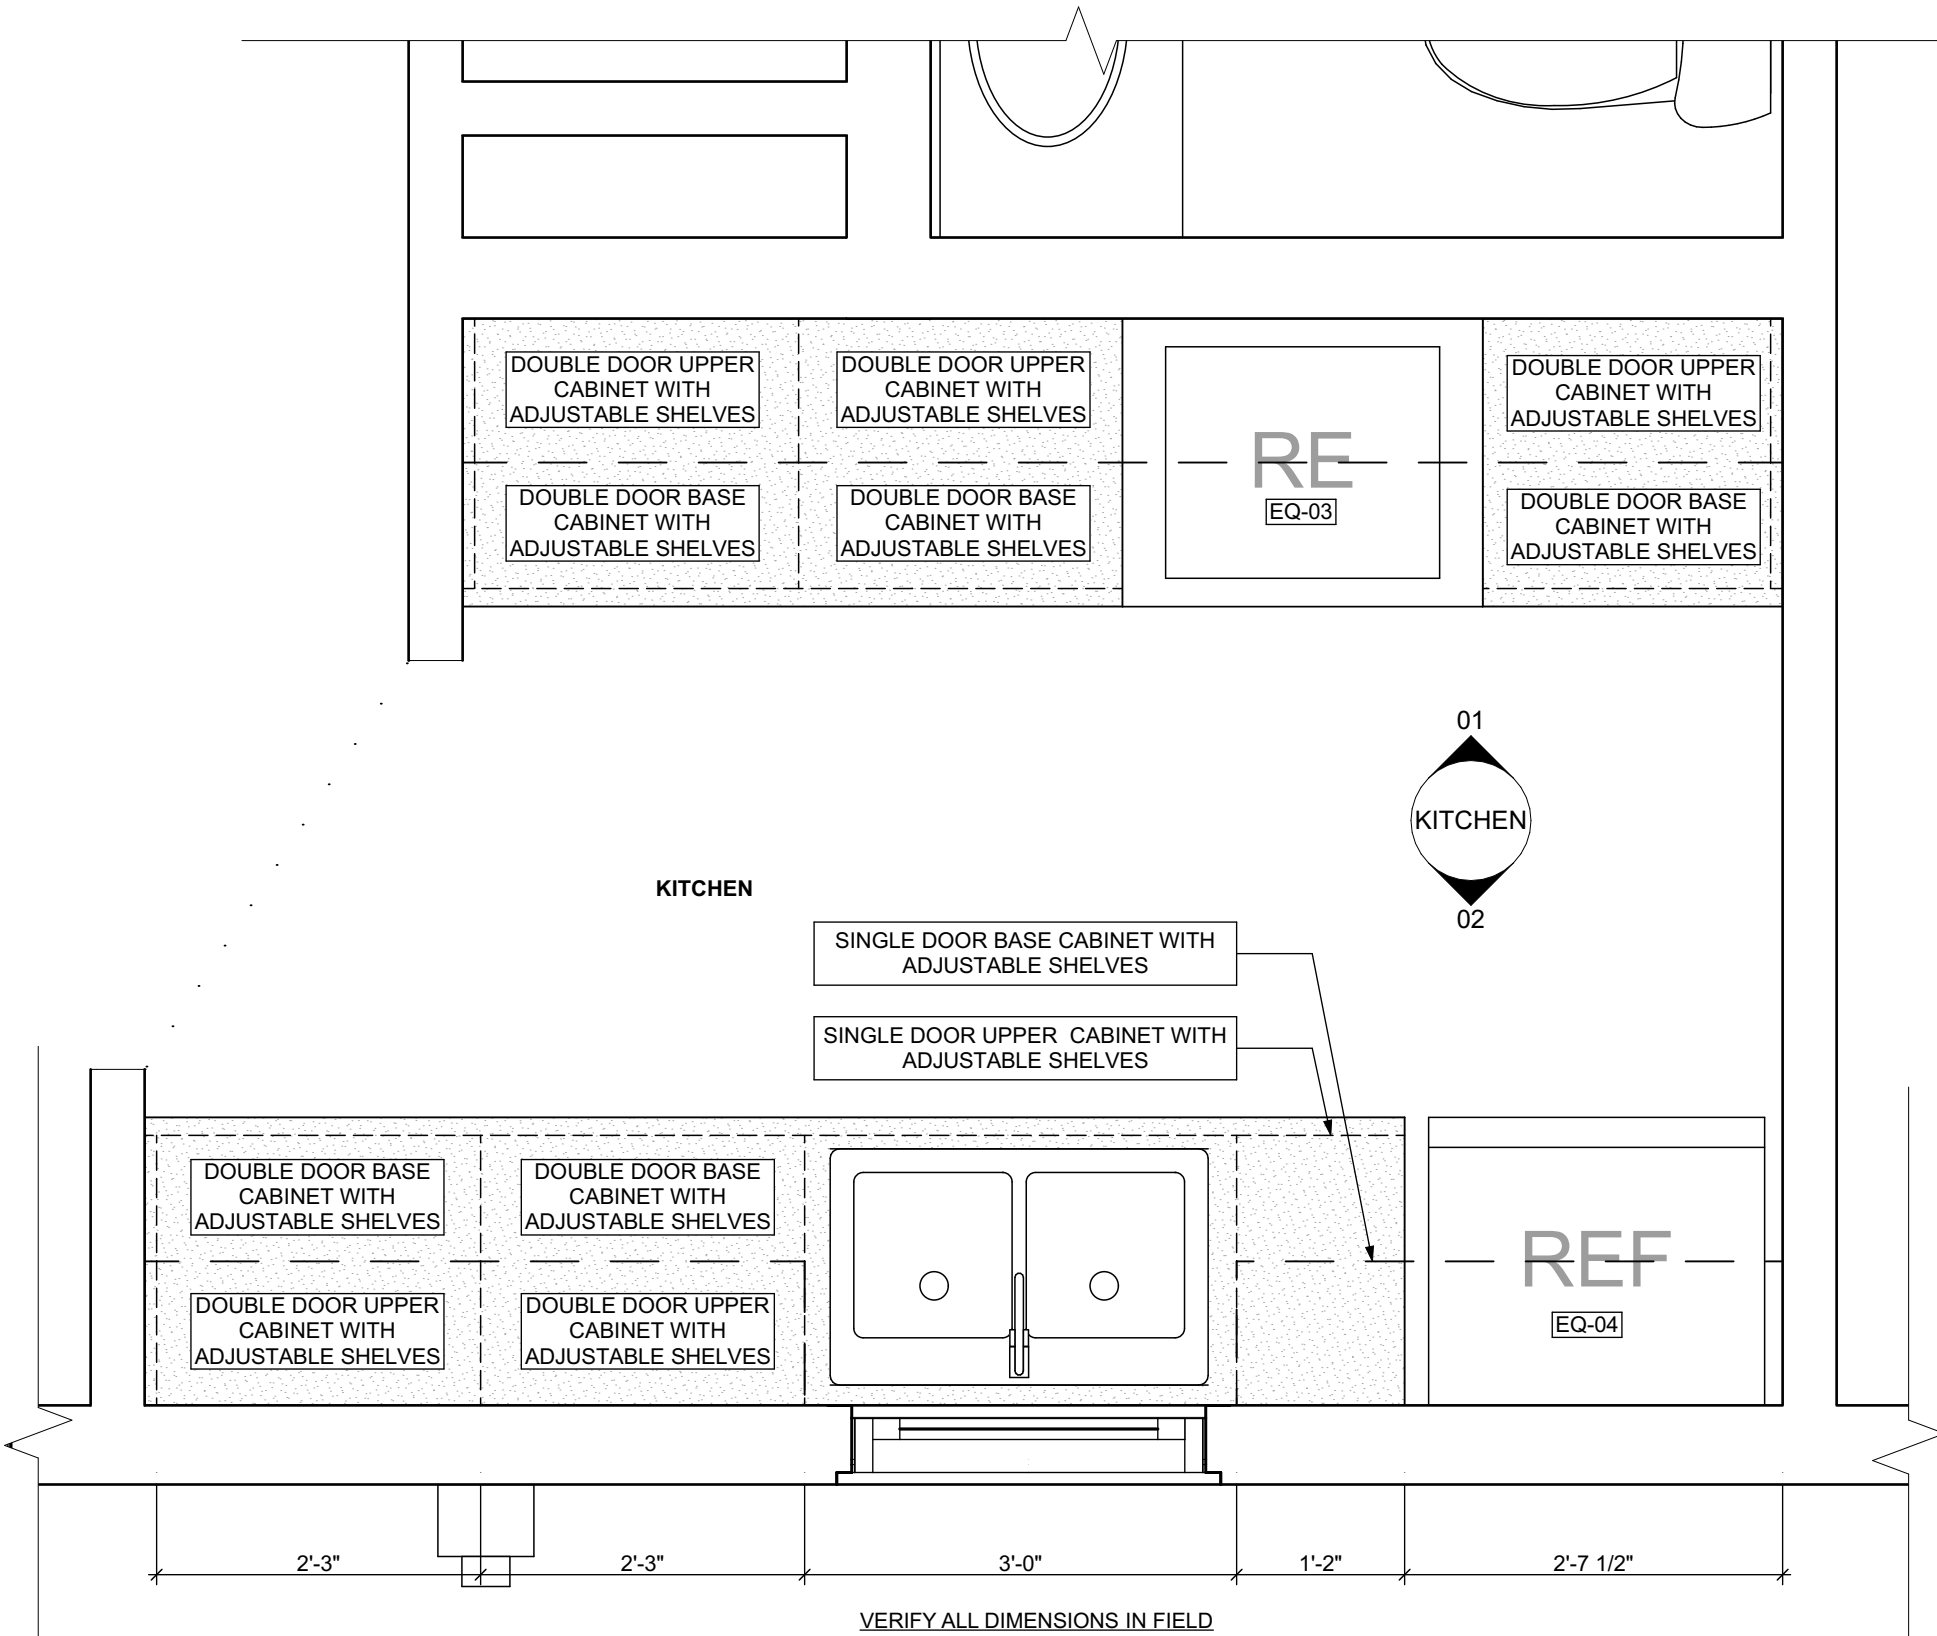 DOUBLE DOOR UPPER
CABINET WITH
ADJUSTABLE SHELVES
DOUBLE DOOR UPPER
CABINET WITH
ADJUSTABLE SHELVES
DOUBLE DOOR UPPER
CABINET WITH
ADJUSTABLE SHELVES
RE
EQ-03
DOUBLE DOOR BASE
CABINET WITH
ADJUSTABLE SHELVES
DOUBLE DOOR BASE
CABINET WITH
ADJUSTABLE SHELVES
DOUBLE DOOR BASE
CABINET WITH
ADJUSTABLE SHELVES
01
KITCHEN
02
KITCHEN
SINGLE DOOR BASE CABINET WITH
ADJUSTABLE SHELVES
SINGLE DOOR UPPER CABINET WITH
ADJUSTABLE SHELVES
DOUBLE DOOR BASE
CABINET WITH
ADJUSTABLE SHELVES
DOUBLE DOOR BASE
CABINET WITH
ADJUSTABLE SHELVES
REF
EQ-04
DOUBLE DOOR UPPER
CABINET WITH
ADJUSTABLE SHELVES
DOUBLE DOOR UPPER
CABINET WITH
ADJUSTABLE SHELVES
2'-3"
2'-3"
3'-0"
1'-2"
2'-7 1/2"
VERIFY ALL DIMENSIONS IN FIELD